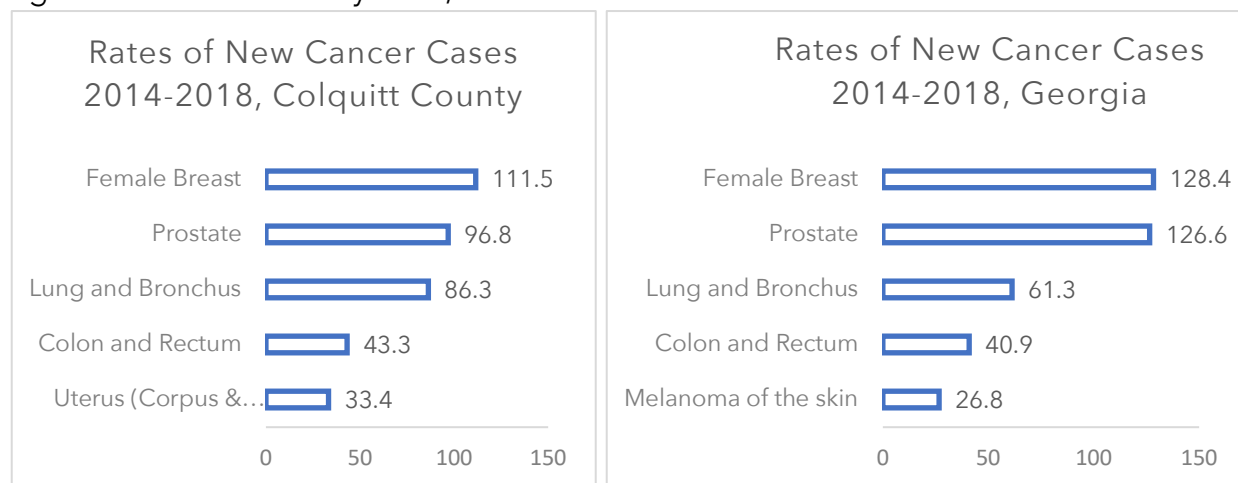 Rates of New Cancer Cases
2014-2018, Colquitt County
Female Breast 111.5
Prostate 96.8
Lung and Bronchus 86.3
Colon and Rectum 43.3
Uterus (Corpus &… 33.4
0 50 100 150
Rates of New Cancer Cases
2014-2018, Georgia
Female Breast 128.4
Prostate 126.6
Lung and Bronchus 61.3
Colon and Rectum 40.9
Melanoma of the skin 26.8
0 50 100 150